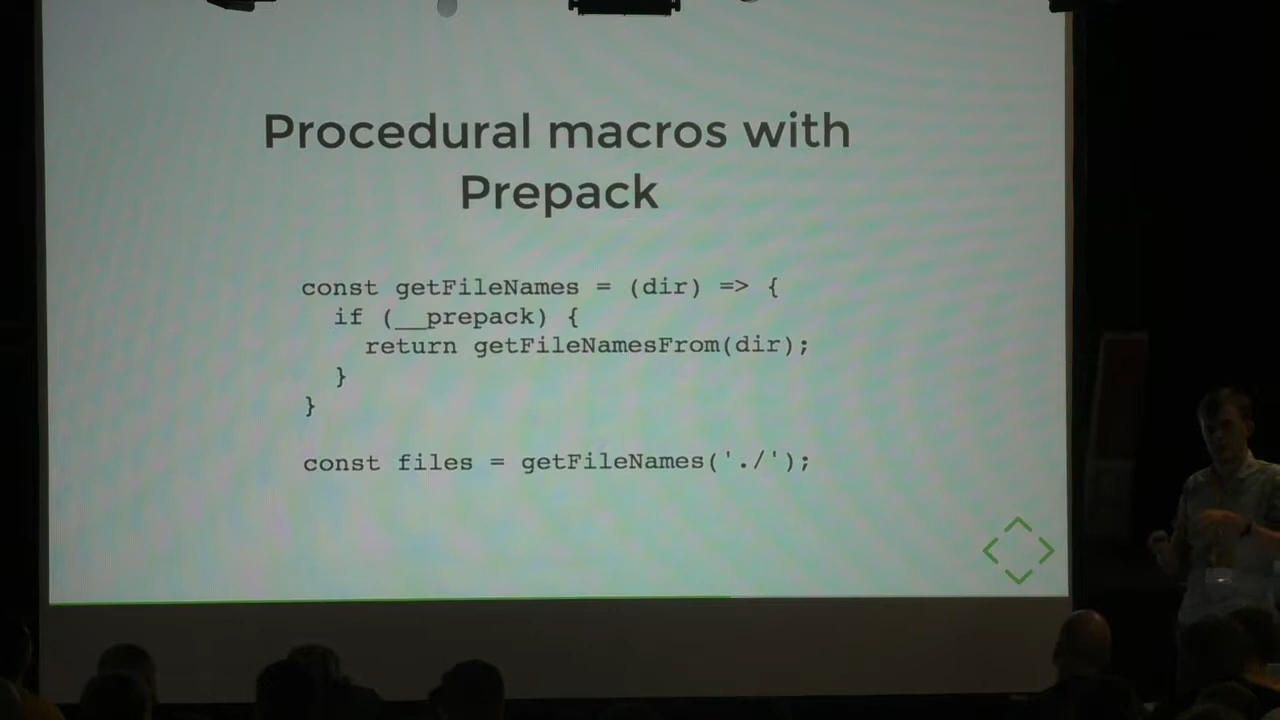 Procedural macros with
Prepack
const getFileNames = (dir) => {
if (__prepack) {
return getFileNamesFrom(dir);
}
}
const files = getFileNames('./');